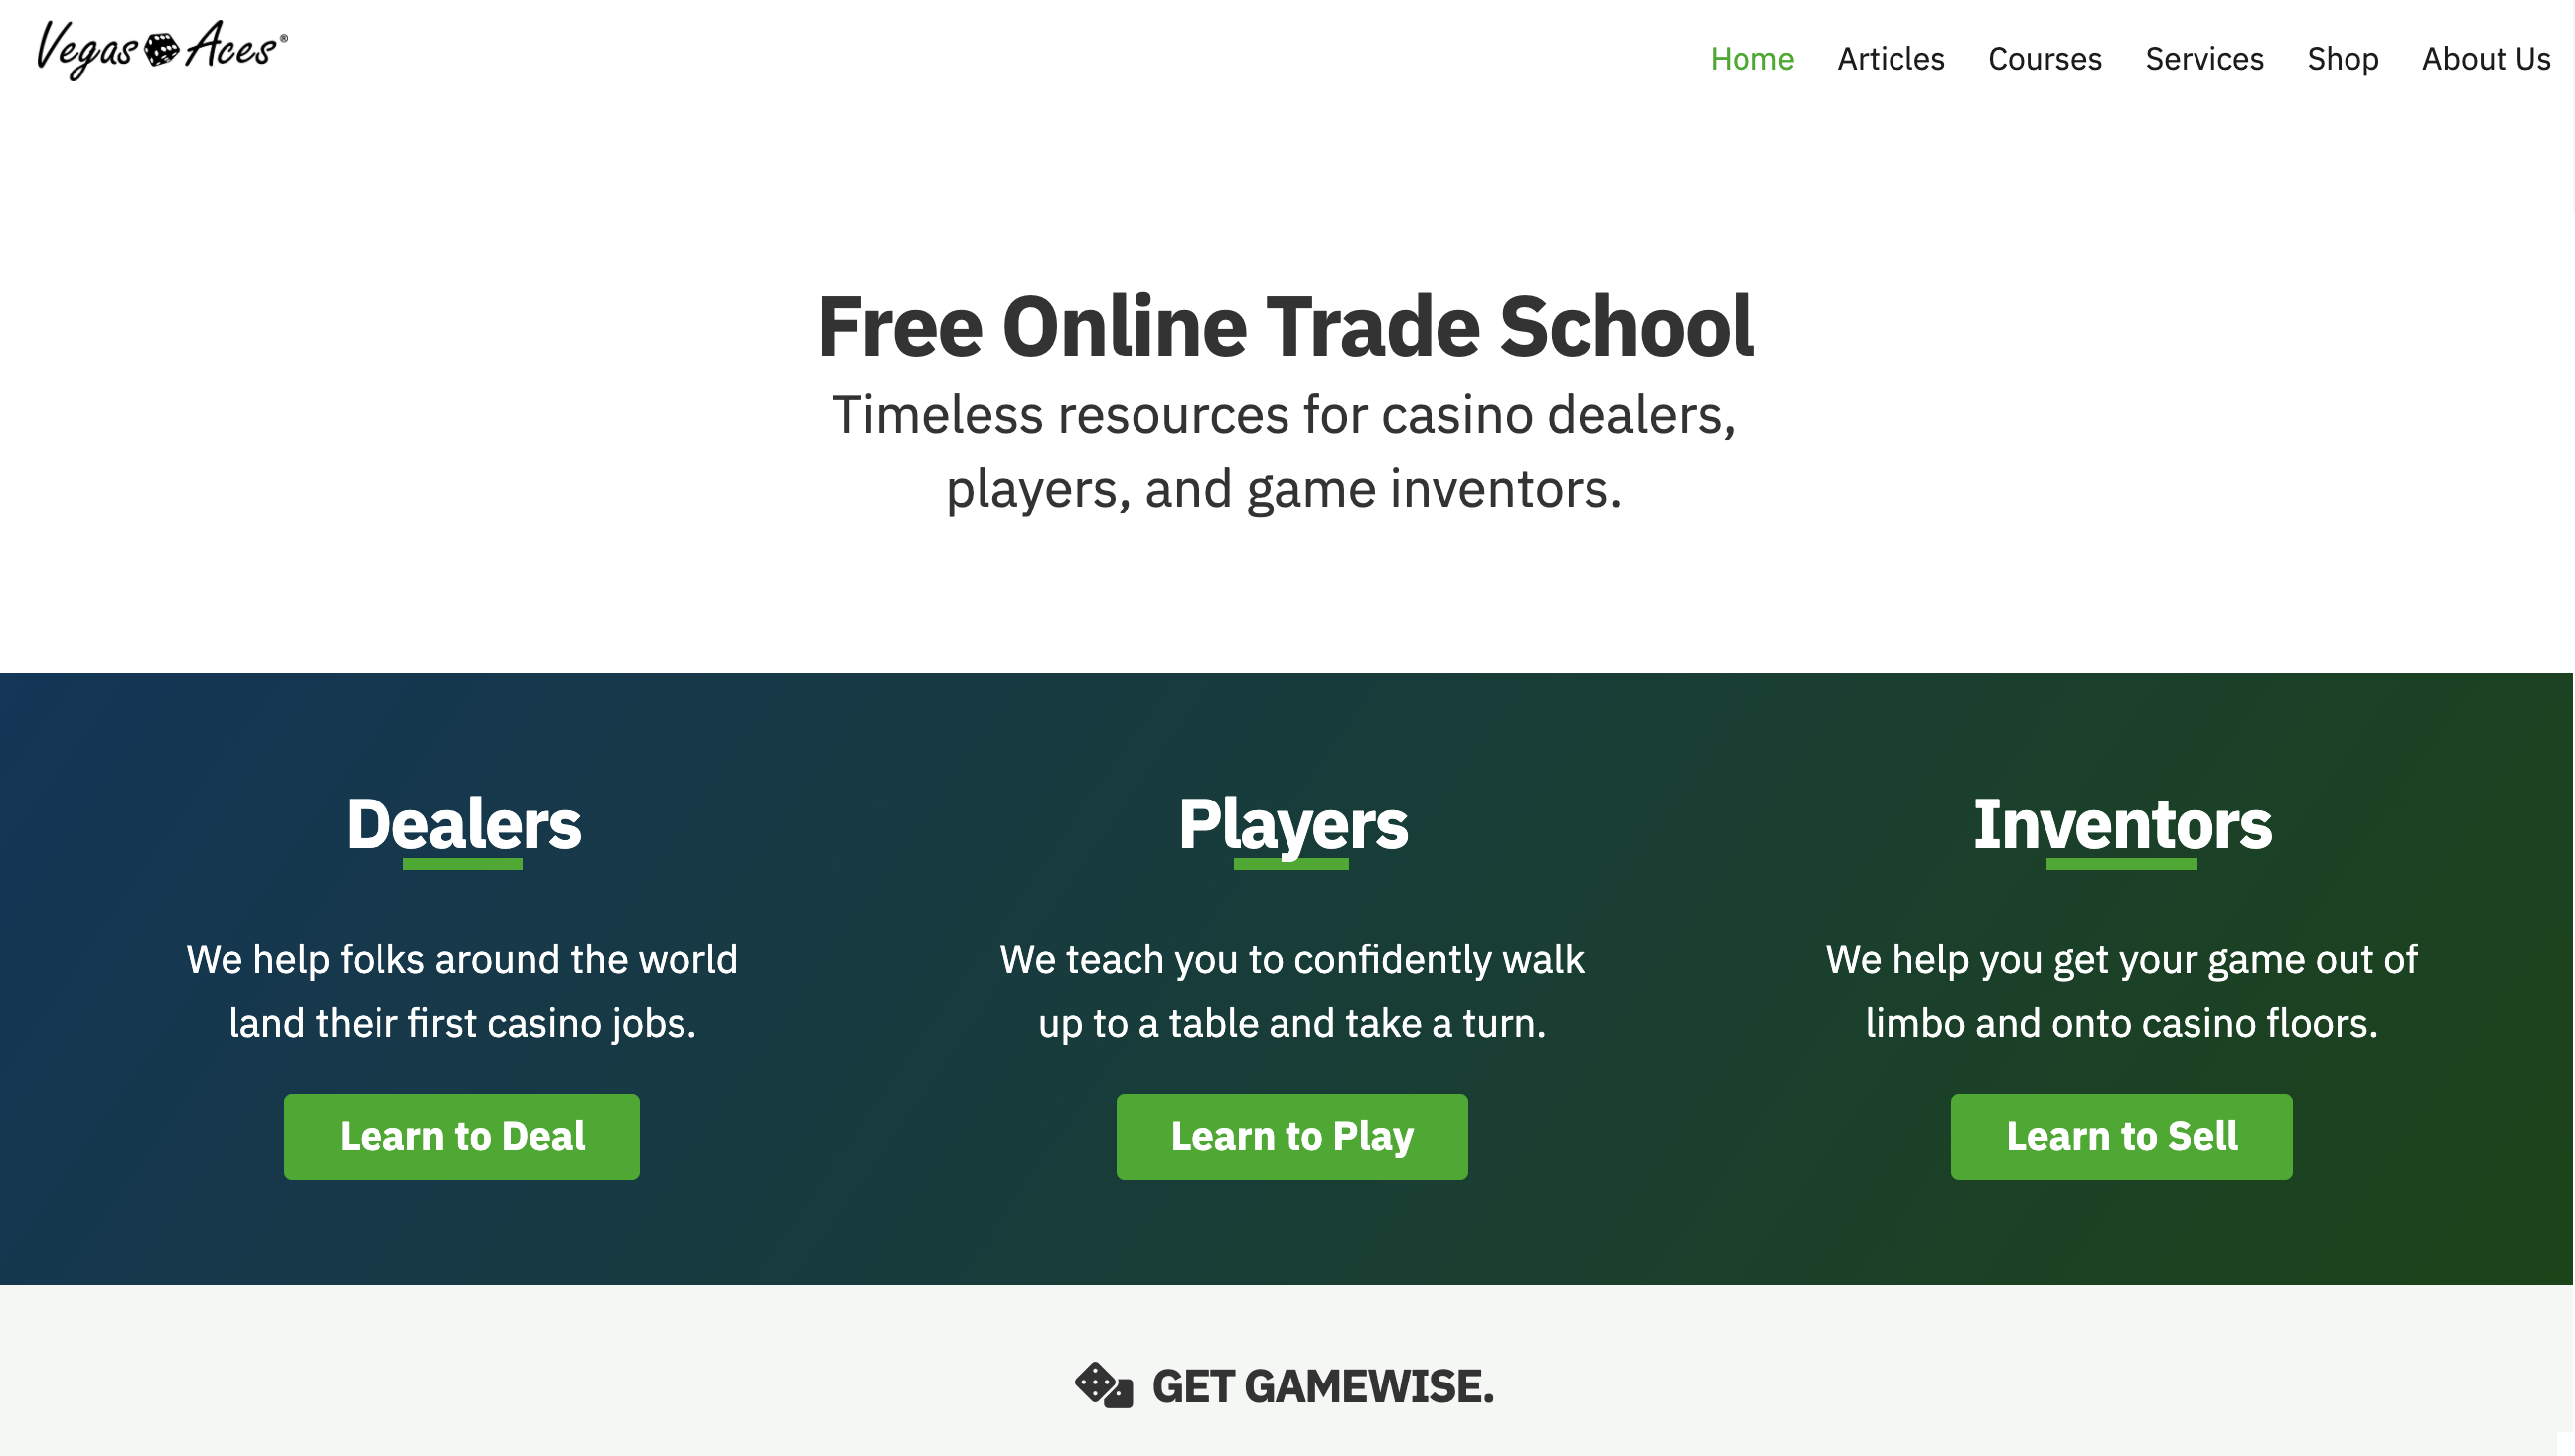 Vegas Aces®
Home Articles Courses Services Shop About Us
Free Online Trade School
Timeless resources for casino dealers,
players, and game inventors.
Dealers
We help folks around the world
land their first casino jobs.
Learn to Deal
Players
We teach you to confidently walk
up to a table and take a turn.
Learn to Play
Inventors
We help you get your game out of
limbo and onto casino floors.
Learn to Sell
GET GAMEWISE.